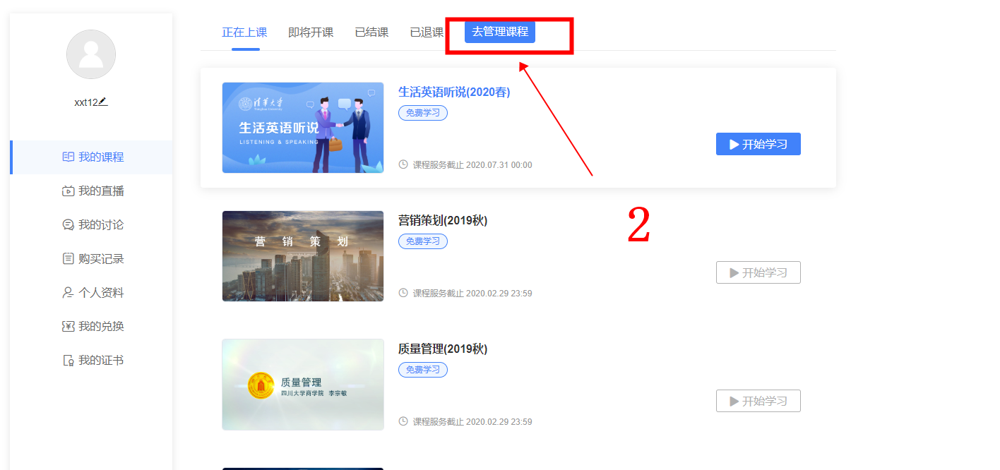 正在上课 即将开课 已结课 已退课 去管理课程
xxt12
我的课程
我的直播
我的讨论
购买记录
个人资料
我的兑换
我的证书
清华大学
Tsinghua University
生活英语听说
LISTENING & SPEAKING
生活英语听说(2020春)
免费学习
课程服务截止 2020.07.31 00:00
开始学习
2
营 销 策 划
营销策划(2019秋)
免费学习
课程服务截止 2020.02.29 23:59
开始学习
质量管理
四川大学商学院 李宗敏
质量管理(2019秋)
免费学习
课程服务截止 2020.02.29 23:59
开始学习